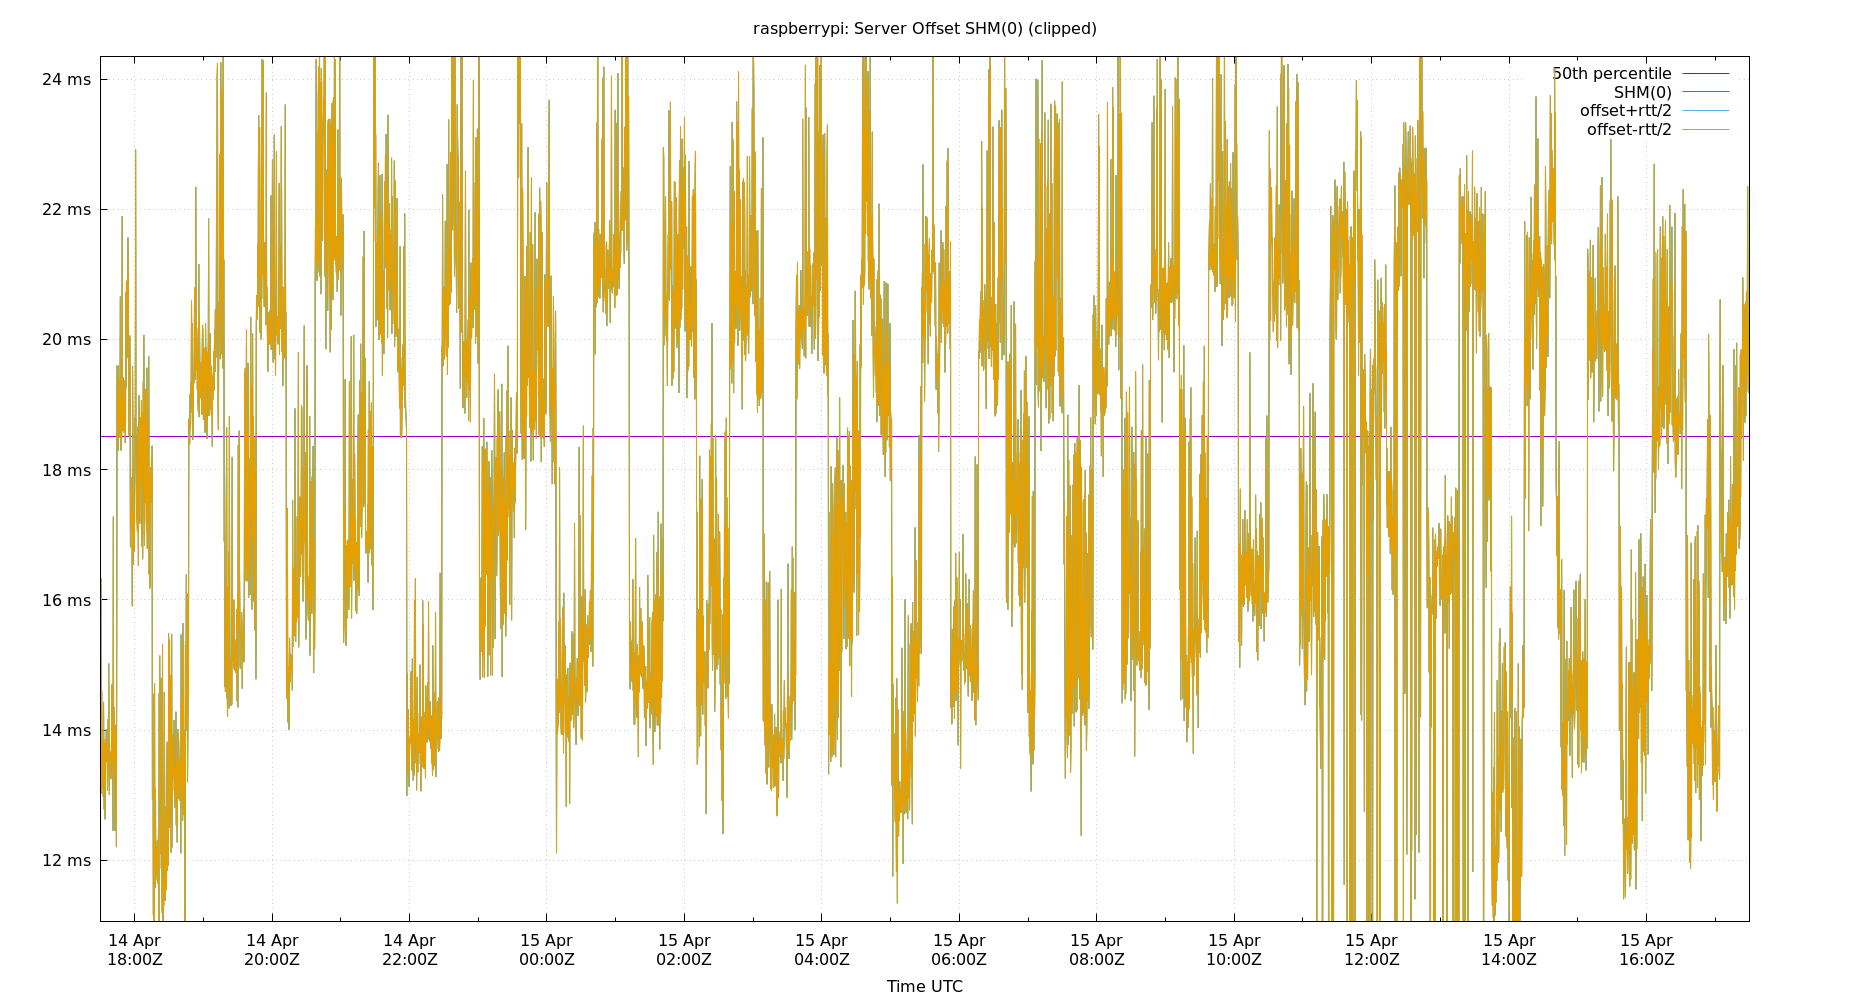 raspberrypi: Server Offset SHM(0) (clipped)
24 ms
22 ms
20 ms
18 ms
16 ms
14 ms
12 ms
50th percentile
SHM(0)
offset+rtt/2
offset-rtt/2
14 Apr 14 Apr 14 Apr 15 Apr 15 Apr 15 Apr 15 Apr 15 Apr 15 Apr 15 Apr 15 Apr 15 Apr
18:00Z 20:00Z 22:00Z 00:00Z 02:00Z 04:00Z 06:00Z 08:00Z 10:00Z 12:00Z 14:00Z 16:00Z
Time UTC